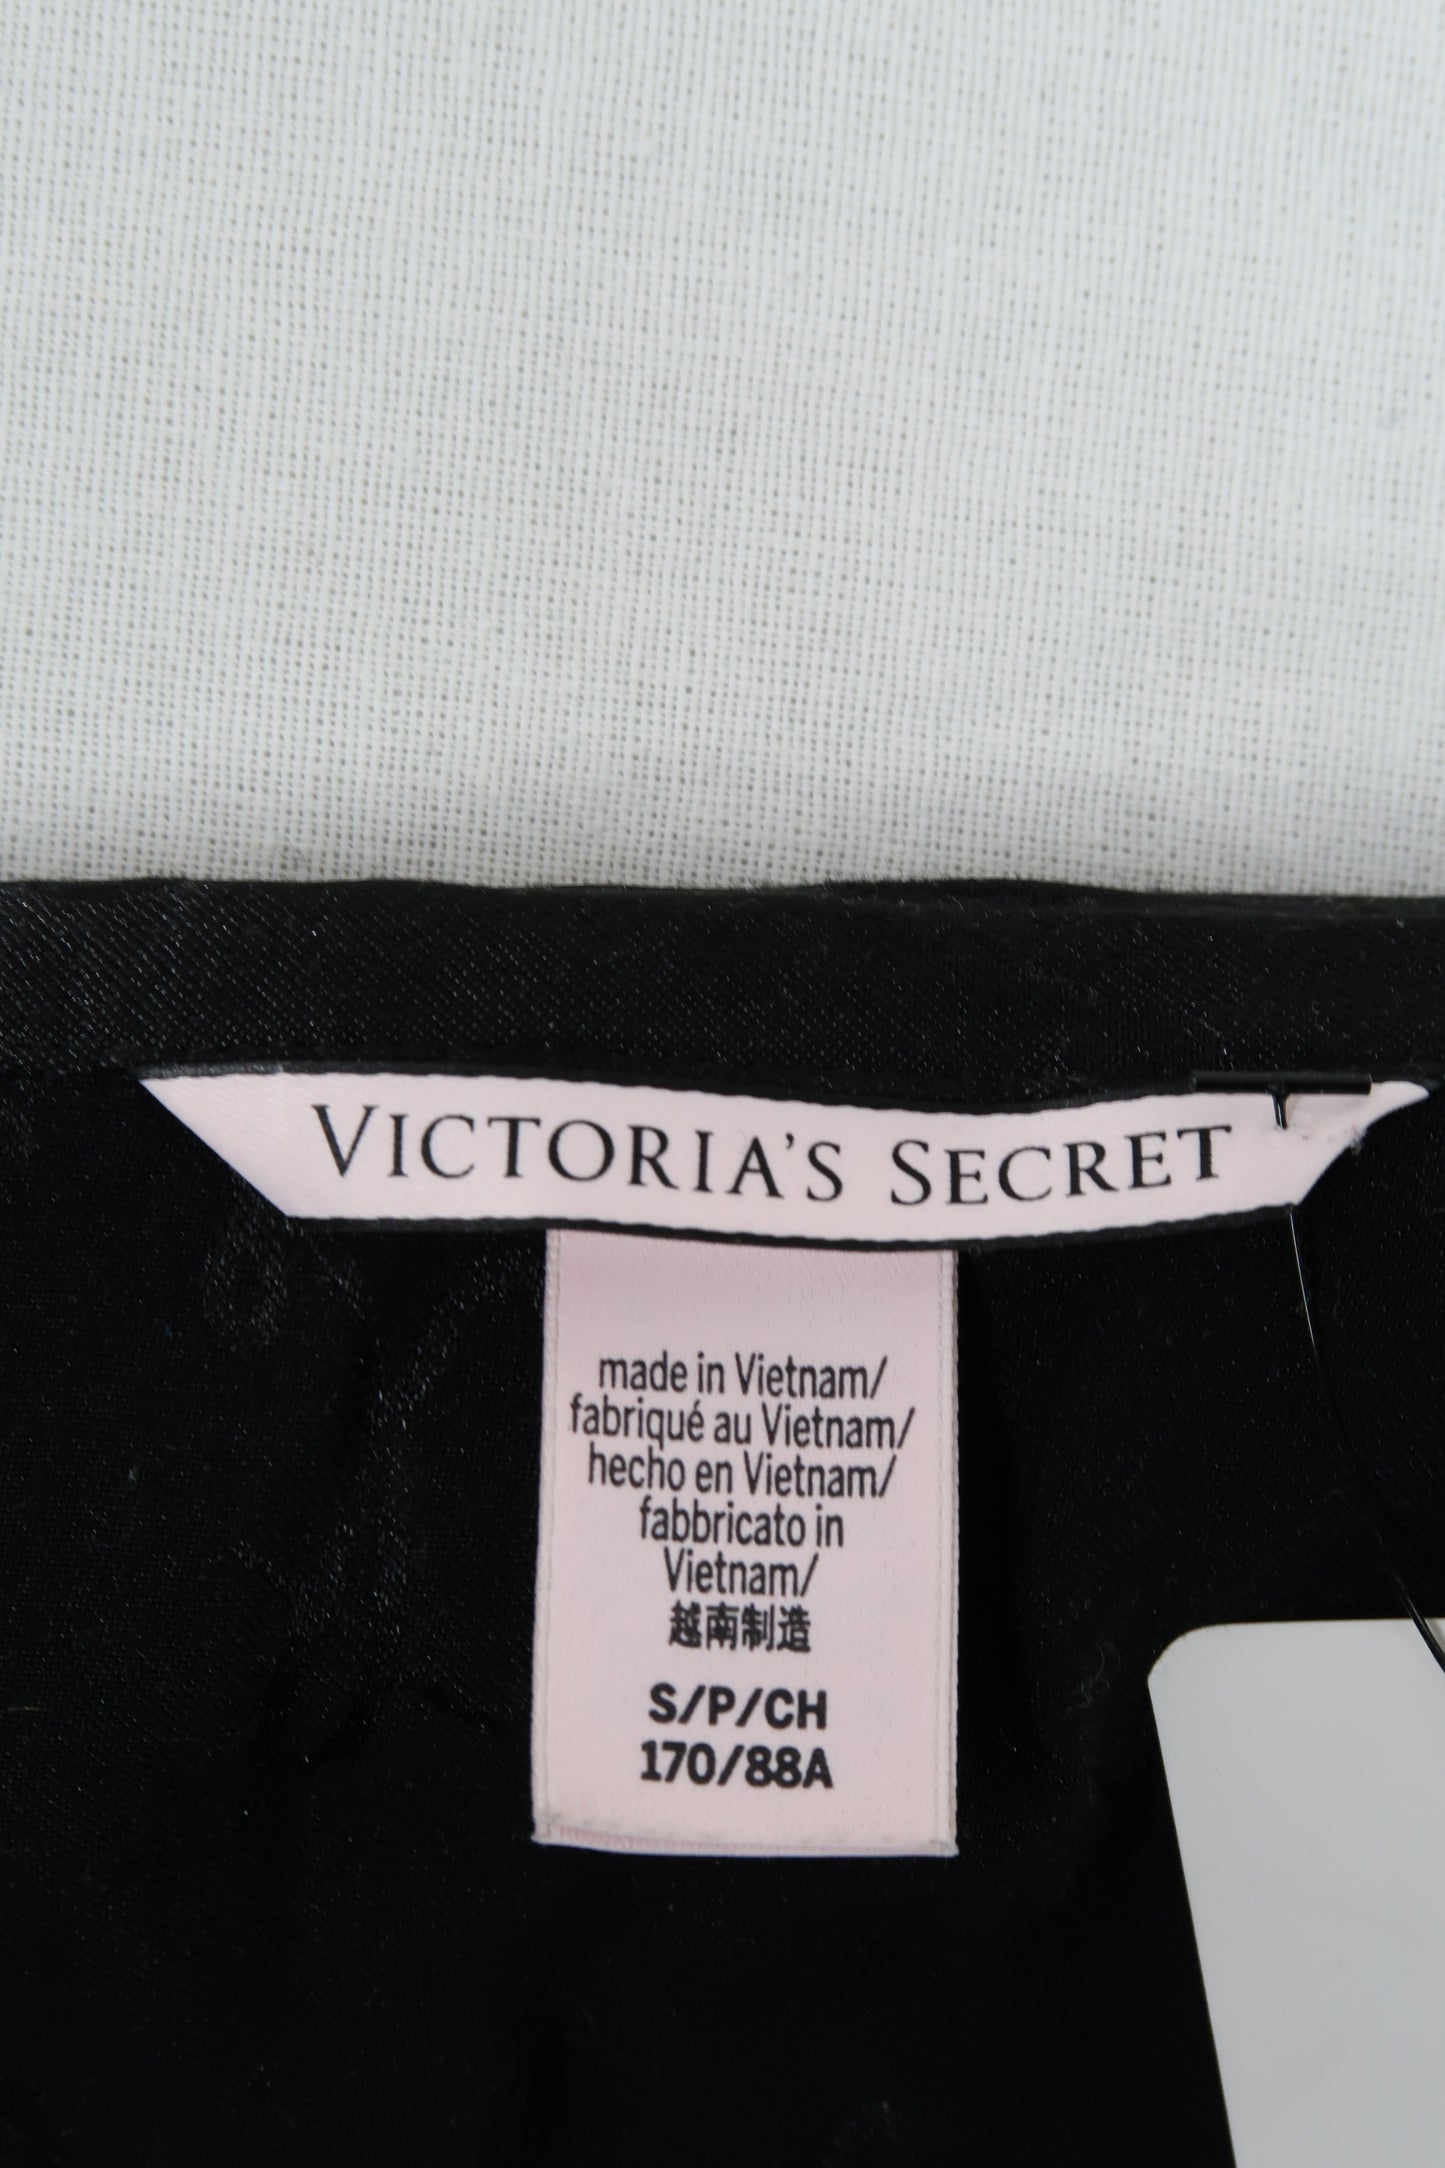 VICTORIA'S SECRET
made in Vietnam/
fabriqué au Vietnam/
hecho en Vietnam/
fabbricato in
Vietnam/
越南制造
S/P/CH
170/88A